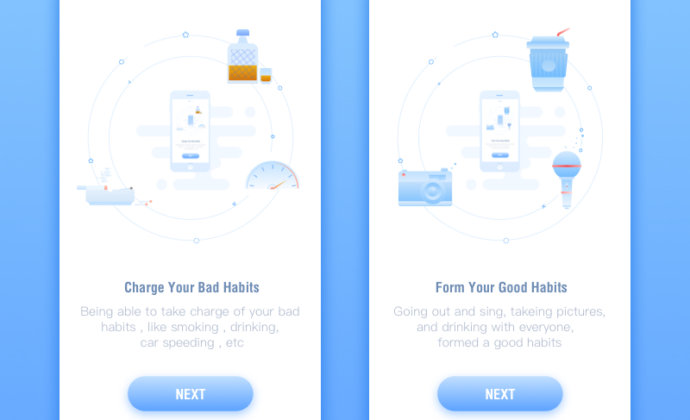 Charge Your Bad Habits
Being able to take charge of your bad
habits , like smoking , drinking,
car speeding , etc
NEXT
Form Your Good Habits
Going out and sing, takeing pictures,
and drinking with everyone,
formed a good habits
NEXT